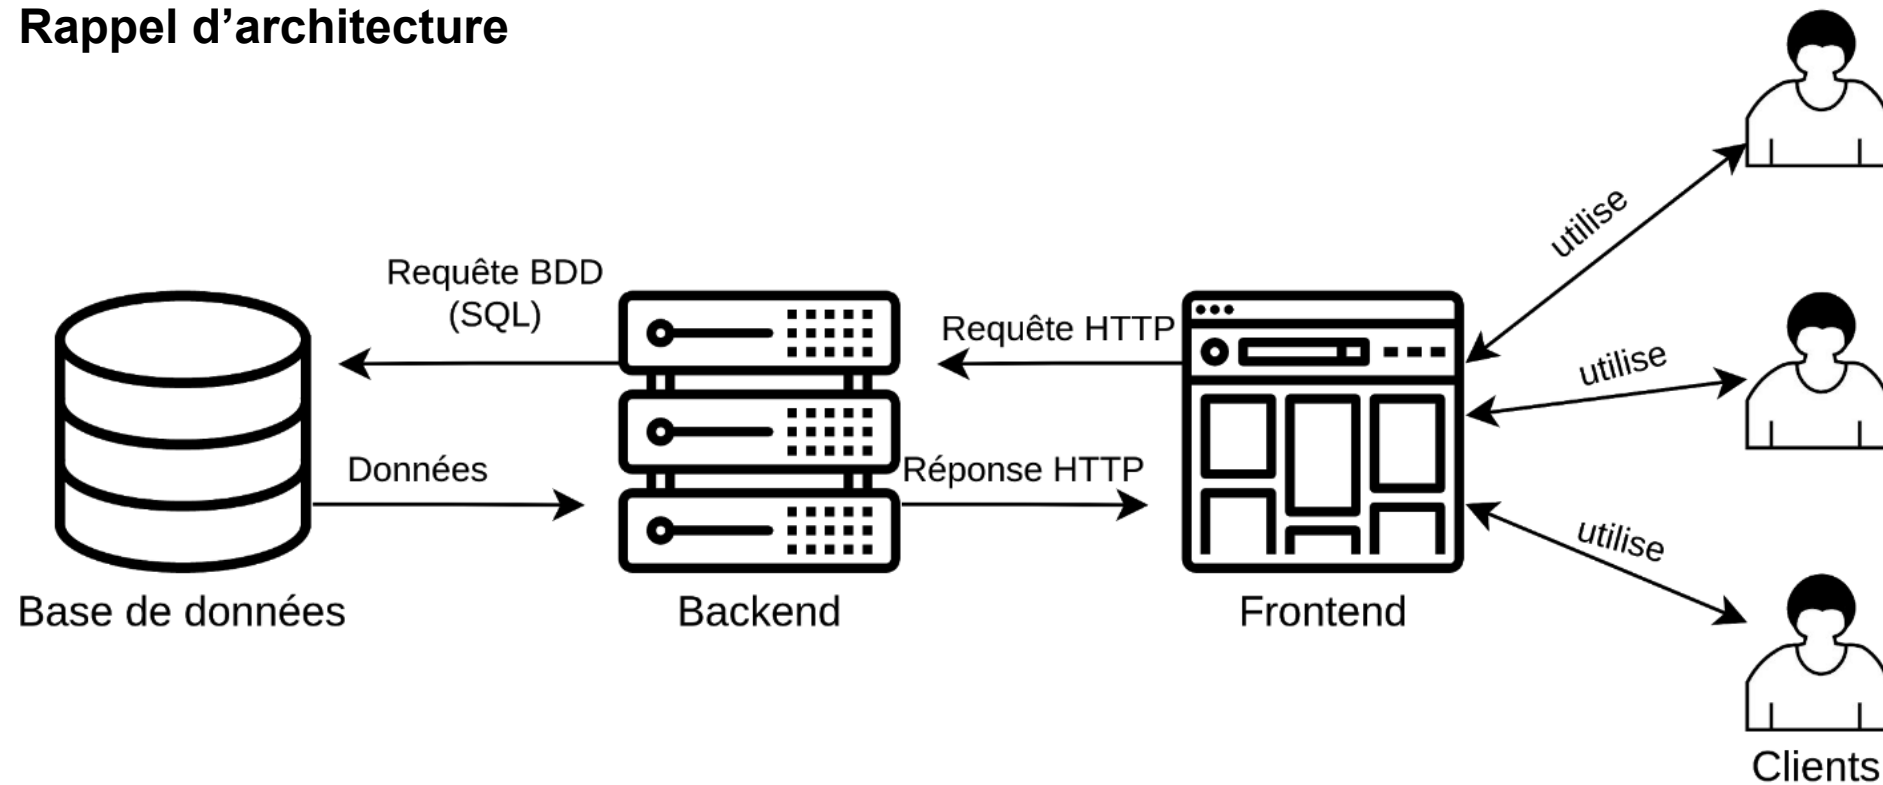 Rappel d’architecture
utilise
Requête BDD
(SQL)
Requête HTTP
utilise
Données
Réponse HTTP
utilise
Base de données
Backend
Frontend
Clients